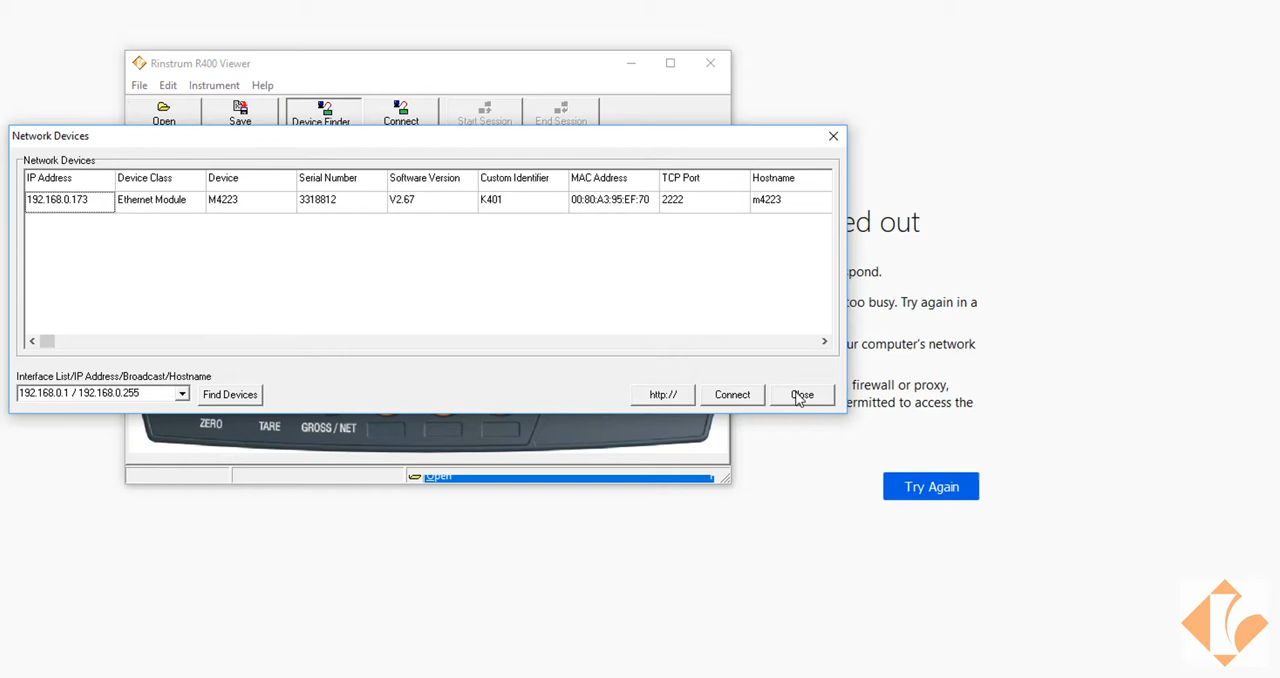 Rinstrum R400 Viewer
File Edit Instrument Help
Open Save Device Finder Connect Start Session End Session
Network Devices
Network Devices
IP Address Device Class Device Serial Number Software Version Custom Identifier MAC Address TCP Port Hostname
192.168.0.173 Ethernet Module M4223 3318812 V2.67 K401 00:80:A3:95:EF:70 2222 m4223
ed out
spond.
too busy. Try again in a
ur computer's network
firewall or proxy,
ermitted to access the
Interface List/IP Address/Broadcast/Hostname
192.168.0.1 / 192.168.0.255 Find Devices http:// Connect Close
ZERO TARE GROSS / NET
Open
Try Again